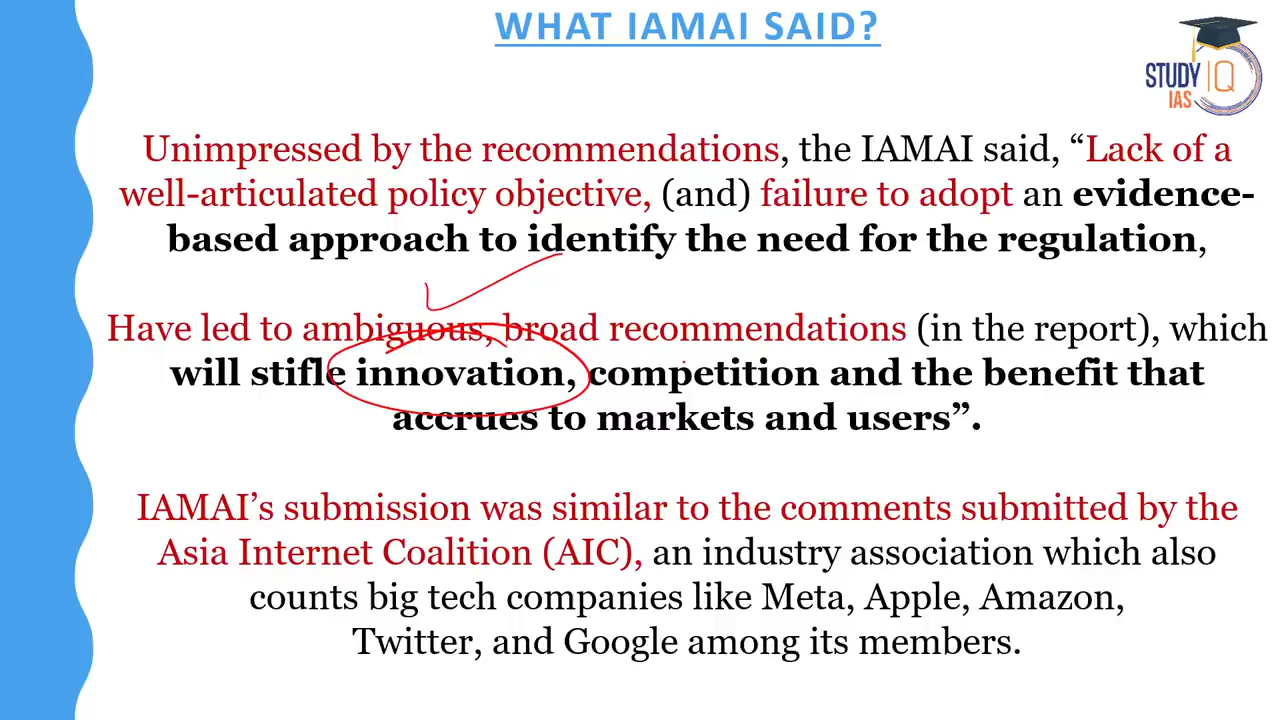 WHAT IAMAI SAID?
STUDY IQ
IAS
Unimpressed by the recommendations, the IAMAI said, “Lack of a
well-articulated policy objective, (and) failure to adopt an evidence-
based approach to identify the need for the regulation,
Have led to ambiguous, broad recommendations (in the report), which
will stifle innovation, competition and the benefit that
accrues to markets and users”.
IAMAI’s submission was similar to the comments submitted by the
Asia Internet Coalition (AIC), an industry association which also
counts big tech companies like Meta, Apple, Amazon,
Twitter, and Google among its members.